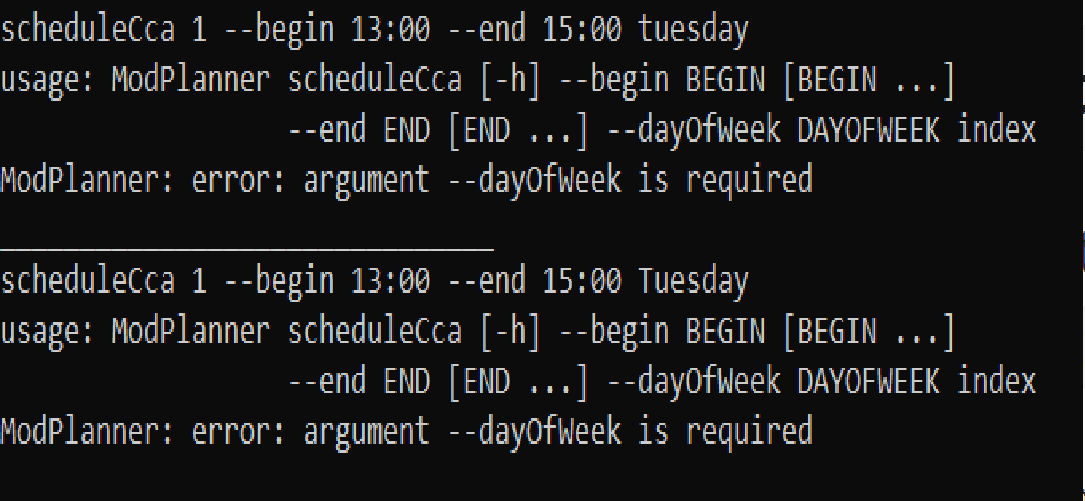 scheduleCca 1 --begin 13:00 --end 15:00 tuesday
usage: ModPlanner scheduleCca [-h] --begin BEGIN [BEGIN ...]
--end END [END ...] --dayOfWeek DAYOFWEEK index
ModPlanner: error: argument --dayOfWeek is required
_______________________________
scheduleCca 1 --begin 13:00 --end 15:00 Tuesday
usage: ModPlanner scheduleCca [-h] --begin BEGIN [BEGIN ...]
--end END [END ...] --dayOfWeek DAYOFWEEK index
ModPlanner: error: argument --dayOfWeek is required